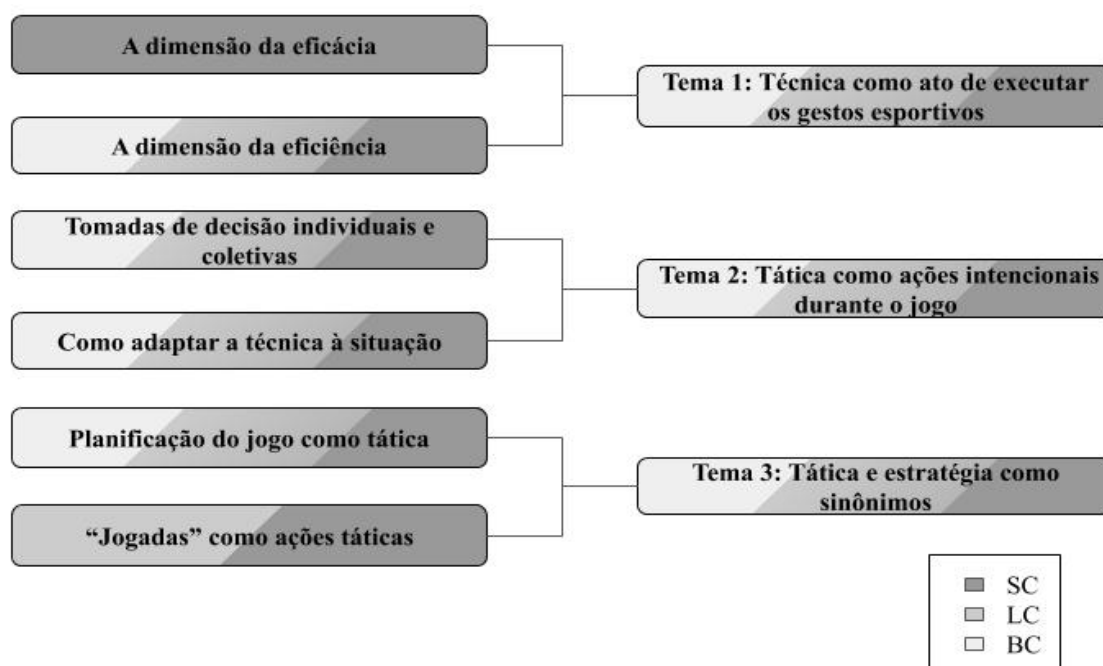 A dimensão da eficácia
A dimensão da eficiência
Tema 1: Técnica como ato de executar
os gestos esportivos
Tomadas de decisão individuais e
coletivas
Como adaptar a técnica à situação
Tema 2: Tática como ações intencionais
durante o jogo
Planificação do jogo como tática
“Jogadas” como ações táticas
Tema 3: Tática e estratégia como
sinônimos
SC
LC
BC